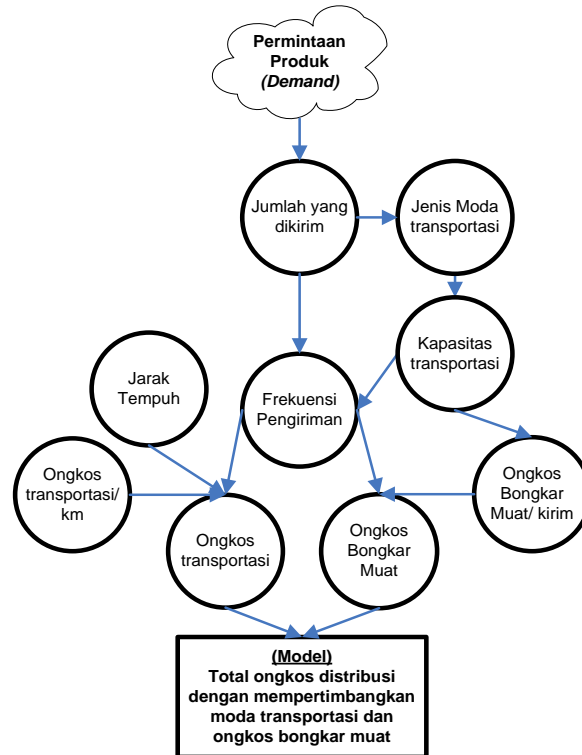 Permintaan
Produk
(Demand)
Jumlah yang
dikirim
Jenis Moda
transportasi
Kapasitas
transportasi
Jarak
Tempuh
Frekuensi
Pengiriman
Ongkos
transportasi/
km
Ongkos
Bongkar
Muat/ kirim
Ongkos
transportasi
Ongkos
Bongkar
Muat
(Model)
Total ongkos distribusi
dengan mempertimbangkan
moda transportasi dan
ongkos bongkar muat